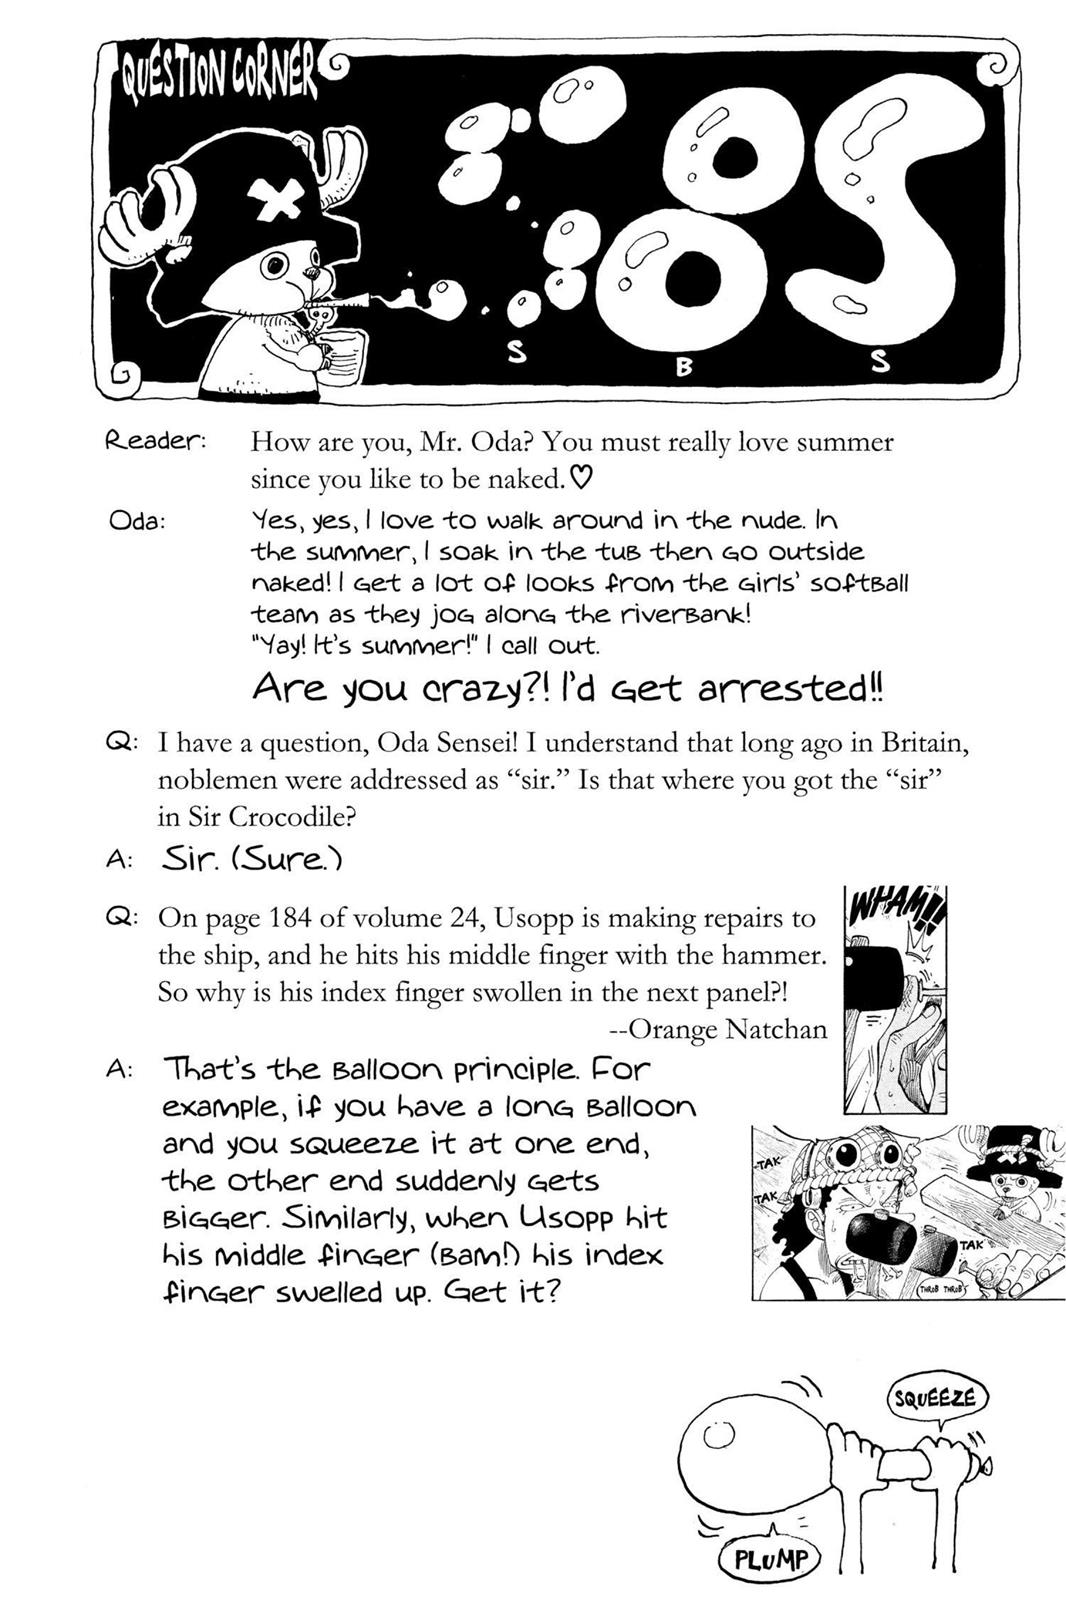 QUESTION CORNER
SBS
S B S
Reader: How are you, Mr. Oda? You must really love summer
since you like to be naked.♡
Oda: Yes, yes, I love to walk around in the nude. In
the summer, I soak in the tub then go outside
naked! I get a lot of looks from the girls' softball
team as they jog along the riverbank!
"Yay! It's summer!" I call out.
Are you crazy?! I'd get arrested!!
Q: I have a question, Oda Sensei! I understand that long ago in Britain,
noblemen were addressed as “sir.” Is that where you got the “sir”
in Sir Crocodile?
A: Sir. (Sure.)
Q: On page 184 of volume 24, Usopp is making repairs to
the ship, and he hits his middle finger with the hammer.
So why is his index finger swollen in the next panel?!
--Orange Natchan
WHAM!!
A: That's the balloon principle. For
example, if you have a long balloon
and you squeeze it at one end,
the other end suddenly gets
bigger. Similarly, when Usopp hit
his middle finger (bam!) his index
finger swelled up. Get it?
TAK
TAK
TAK
THROB THROB
SQUEEZE
PLUMP